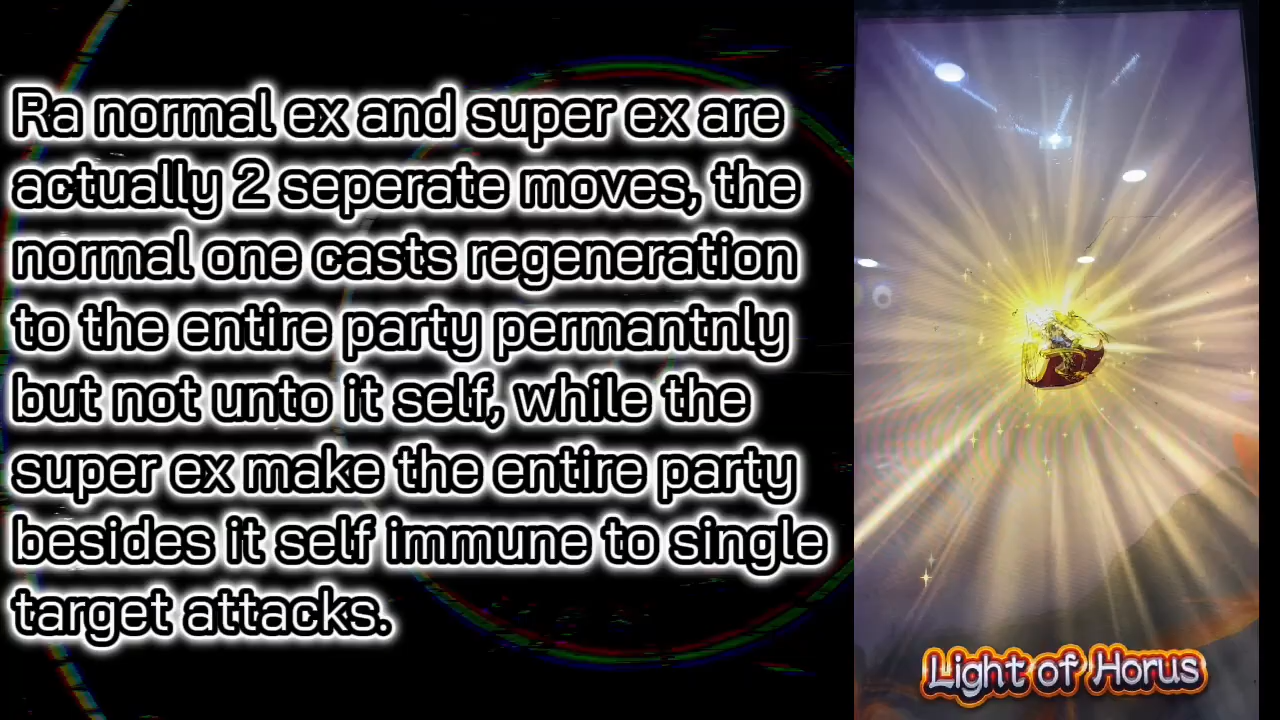 Ra normal ex and super ex are
actually 2 seperate moves, the
normal one casts regeneration
to the entire party permantnly
but not unto it self, while the
super ex make the entire party
besides it self immune to single
target attacks.
Light of Horus